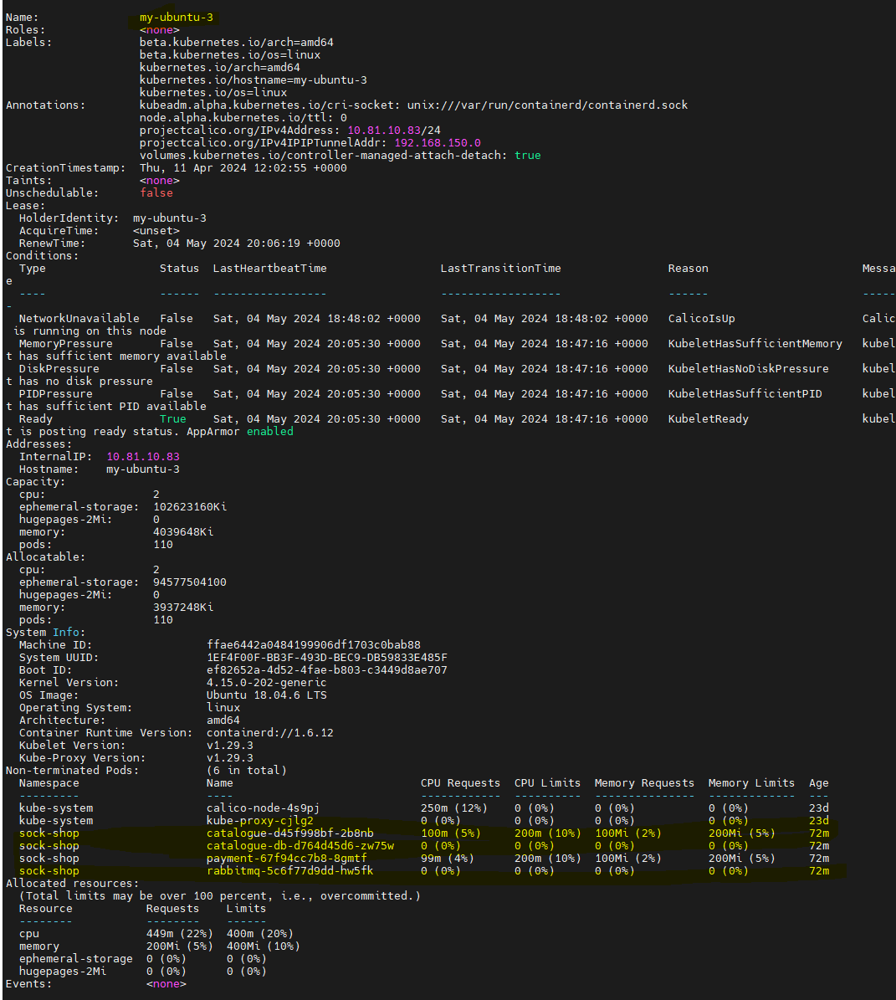 Name:               my-ubuntu-3
Roles:              <none>
Labels:             beta.kubernetes.io/arch=amd64
                    beta.kubernetes.io/os=linux
                    kubernetes.io/arch=amd64
                    kubernetes.io/hostname=my-ubuntu-3
                    kubernetes.io/os=linux
Annotations:        kubeadm.alpha.kubernetes.io/cri-socket: unix:///var/run/containerd/containerd.sock
                    node.alpha.kubernetes.io/ttl: 0
                    projectcalico.org/IPv4Address: 10.81.10.83/24
                    projectcalico.org/IPv4IPIPTunnelAddr: 192.168.150.0
                    volumes.kubernetes.io/controller-managed-attach-detach: true
CreationTimestamp:  Thu, 11 Apr 2024 12:02:55 +0000
Taints:             <none>
Unschedulable:      false
Lease:
  HolderIdentity:  my-ubuntu-3
  AcquireTime:     <unset>
  RenewTime:       Sat, 04 May 2024 20:06:19 +0000
Conditions:
  Type                 Status  LastHeartbeatTime                 LastTransitionTime                Reason                       Messa
e
  ----                 ------  -----------------                 ------------------                ------                       -----
-
  NetworkUnavailable   False   Sat, 04 May 2024 18:48:02 +0000   Sat, 04 May 2024 18:48:02 +0000   CalicoIsUp                   Calic
 is running on this node
  MemoryPressure       False   Sat, 04 May 2024 20:05:30 +0000   Sat, 04 May 2024 18:47:16 +0000   KubeletHasSufficientMemory   kubel
t has sufficient memory available
  DiskPressure         False   Sat, 04 May 2024 20:05:30 +0000   Sat, 04 May 2024 18:47:16 +0000   KubeletHasNoDiskPressure     kubel
t has no disk pressure
  PIDPressure          False   Sat, 04 May 2024 20:05:30 +0000   Sat, 04 May 2024 18:47:16 +0000   KubeletHasSufficientPID      kubel
t has sufficient PID available
  Ready                True    Sat, 04 May 2024 20:05:30 +0000   Sat, 04 May 2024 18:47:16 +0000   KubeletReady                 kubel
t is posting ready status. AppArmor enabled
Addresses:
  InternalIP:  10.81.10.83
  Hostname:    my-ubuntu-3
Capacity:
  cpu:                2
  ephemeral-storage:  102623160Ki
  hugepages-2Mi:      0
  memory:             4039648Ki
  pods:               110
Allocatable:
  cpu:                2
  ephemeral-storage:  94577504100
  hugepages-2Mi:      0
  memory:             3937248Ki
  pods:               110
System Info:
  Machine ID:                 ffae6442a0484199906df1703c0bab88
  System UUID:                1EF4F00F-BB3F-493D-BEC9-DB59833E485F
  Boot ID:                    ef82652a-4d52-4fae-b803-c3449d8ae707
  Kernel Version:             4.15.0-202-generic
  OS Image:                   Ubuntu 18.04.6 LTS
  Operating System:           linux
  Architecture:               amd64
  Container Runtime Version:  containerd://1.6.12
  Kubelet Version:            v1.29.3
  Kube-Proxy Version:         v1.29.3
Non-terminated Pods:          (6 in total)
  Namespace                   Name                            CPU Requests  CPU Limits  Memory Requests  Memory Limits  Age
  ---------                   ----                            ------------  ----------  ---------------  -------------  ---
  kube-system                 calico-node-4s9pj               250m (12%)    0 (0%)      0 (0%)           0 (0%)         23d
  kube-system                 kube-proxy-cjlg2                0 (0%)        0 (0%)      0 (0%)           0 (0%)         23d
  sock-shop                   catalogue-d45f998bf-2b8nb       100m (5%)     200m (10%)  100Mi (2%)       200Mi (5%)     72m
  sock-shop                   catalogue-db-d764d45d6-zw75w    0 (0%)        0 (0%)      0 (0%)           0 (0%)         72m
  sock-shop                   payment-67f94cc7b8-8gmtf        99m (4%)      200m (10%)  100Mi (2%)       200Mi (5%)     72m
  sock-shop                   rabbitmq-5c6f77d9dd-hw5fk       0 (0%)        0 (0%)      0 (0%)           0 (0%)         72m
Allocated resources:
  (Total limits may be over 100 percent, i.e., overcommitted.)
  Resource           Requests    Limits
  --------           --------    ------
  cpu                449m (22%)  400m (20%)
  memory             200Mi (5%)  400Mi (10%)
  ephemeral-storage  0 (0%)      0 (0%)
  hugepages-2Mi      0 (0%)      0 (0%)
Events:              <none>